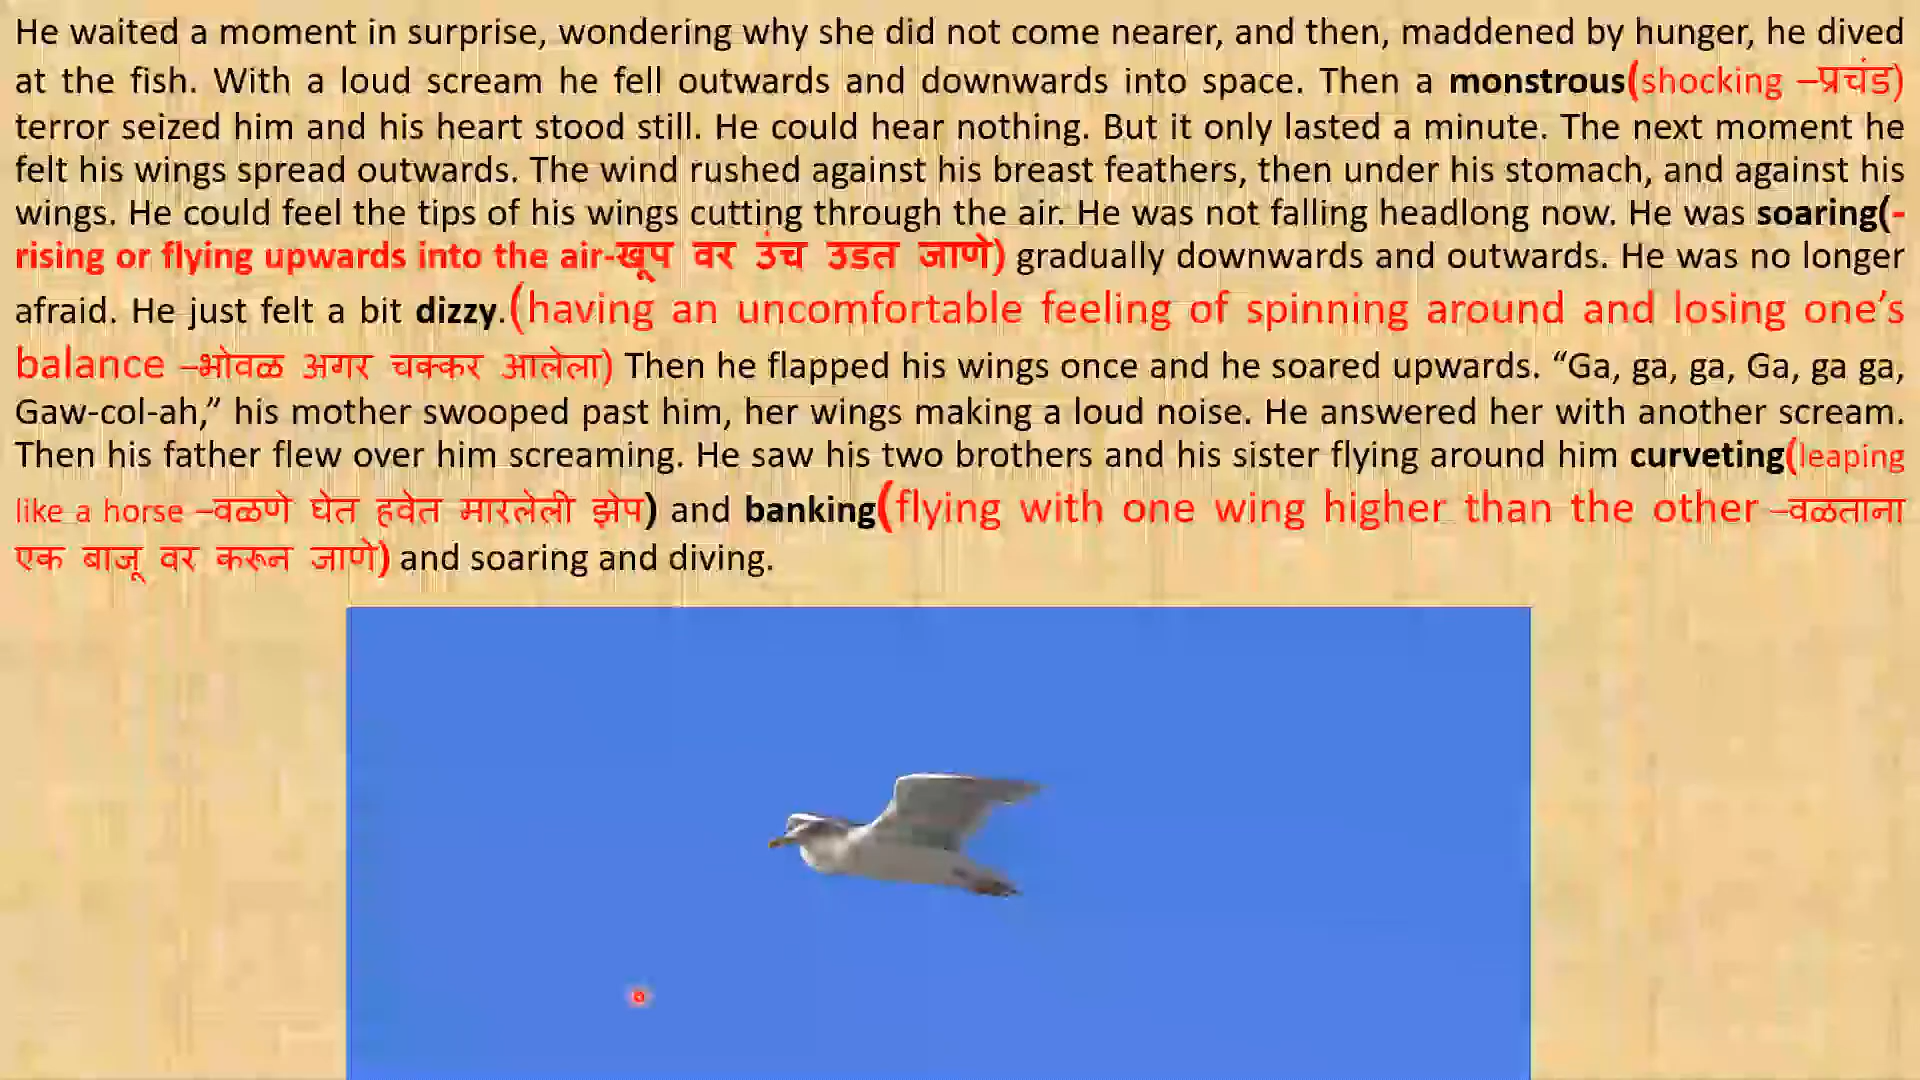 He waited a moment in surprise, wondering why she did not come nearer, and then, maddened by hunger, he dived
at the fish. With a loud scream he fell outwards and downwards into space. Then a monstrous(shocking –प्रचंड)
terror seized him and his heart stood still. He could hear nothing. But it only lasted a minute. The next moment he
felt his wings spread outwards. The wind rushed against his breast feathers, then under his stomach, and against his
wings. He could feel the tips of his wings cutting through the air. He was not falling headlong now. He was soaring(-
rising or flying upwards into the air-खूप वर उंच उडत जाणे) gradually downwards and outwards. He was no longer
afraid. He just felt a bit dizzy.(having an uncomfortable feeling of spinning around and losing one’s
balance –भोवळ अगर चक्कर आलेला) Then he flapped his wings once and he soared upwards. “Ga, ga, ga, Ga, ga ga,
Gaw-col-ah,” his mother swooped past him, her wings making a loud noise. He answered her with another scream.
Then his father flew over him screaming. He saw his two brothers and his sister flying around him curveting(leaping
like a horse –वळणे घेत हवेत मारलेली झेप) and banking(flying with one wing higher than the other –वळताना
एक बाजू वर करून जाणे) and soaring and diving.